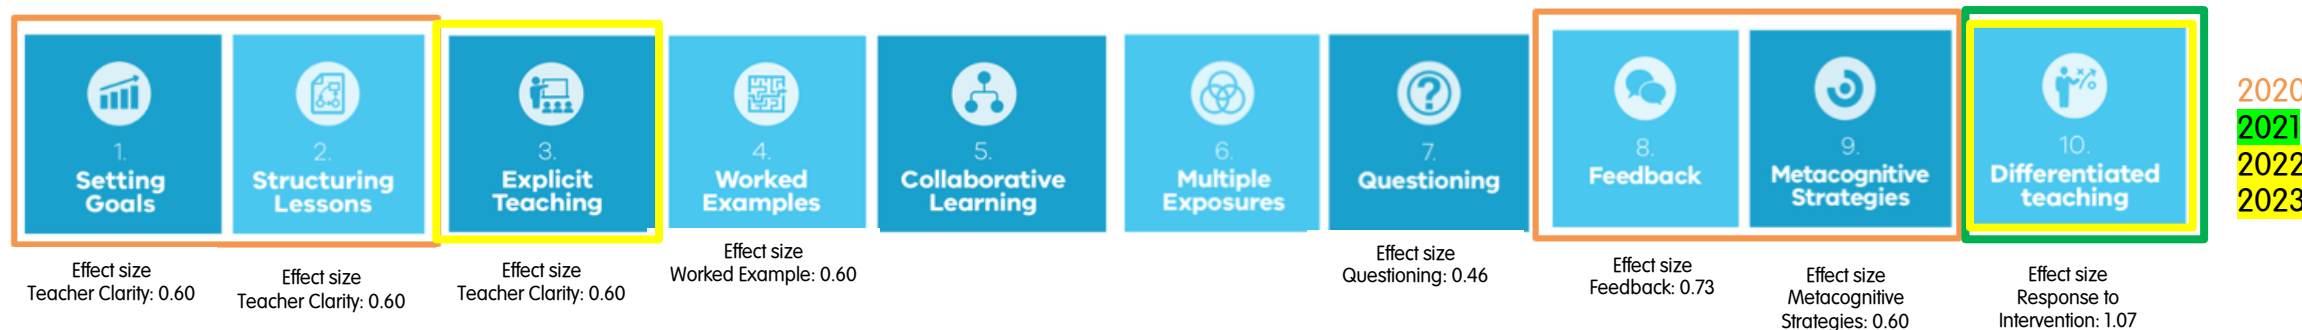 1.
Setting
Goals
2.
Structuring
Lessons
3.
Explicit
Teaching
4.
Worked
Examples
5.
Collaborative
Learning
6.
Multiple
Exposures
7.
Questioning
8.
Feedback
9.
Metacognitive
Strategies
10.
Differentiated
teaching
2020
2021
2022
2023
Effect size
Teacher Clarity: 0.60
Effect size
Teacher Clarity: 0.60
Effect size
Teacher Clarity: 0.60
Effect size
Worked Example: 0.60
Effect size
Questioning: 0.46
Effect size
Feedback: 0.73
Effect size
Metacognitive
Strategies: 0.60
Effect size
Response to
Intervention: 1.07